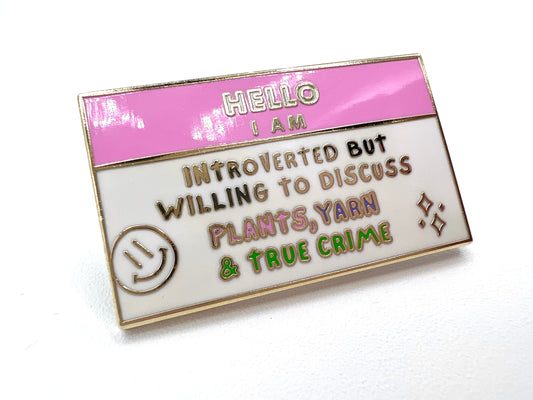 HELLO
I AM
INTROVERTED BUT
WILLING TO DISCUSS
PLANTS, YARN
& TRUE CRIME